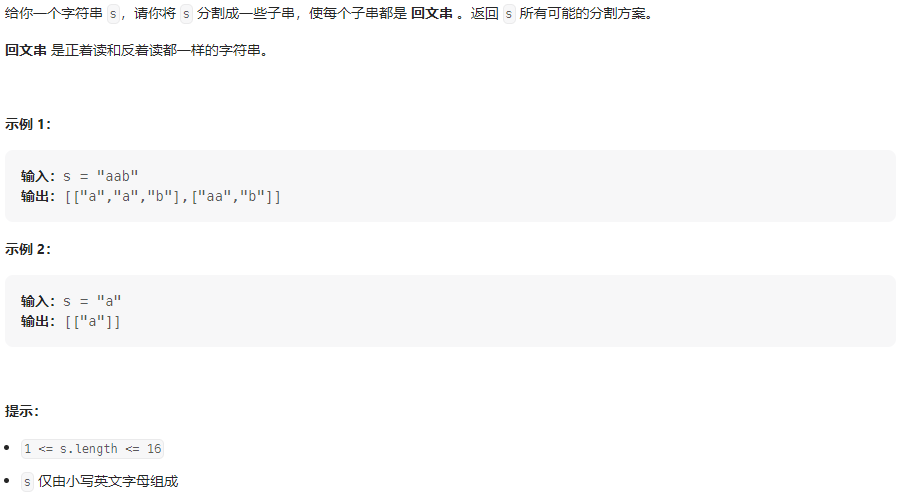 给你一个字符串 s，请你将 s 分割成一些子串，使每个子串都是 回文串 。返回 s 所有可能的分割方案。
回文串 是正着读和反着读都一样的字符串。
示例 1：
输入：s = "aab"
输出：[["a","a","b"],["aa","b"]]
示例 2：
输入：s = "a"
输出：[["a"]]
提示：
• 1 <= s.length <= 16
• s 仅由小写英文字母组成